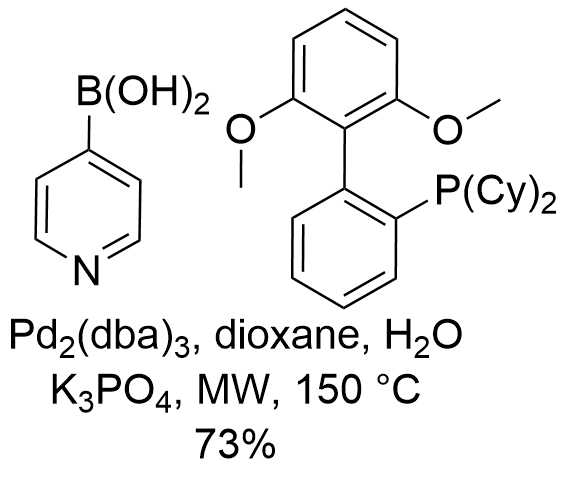 B(OH)₂
O
O
P(Cy)₂
N
Pd₂(dba)₃, dioxane, H₂O
K₃PO₄, MW, 150 °C
73%